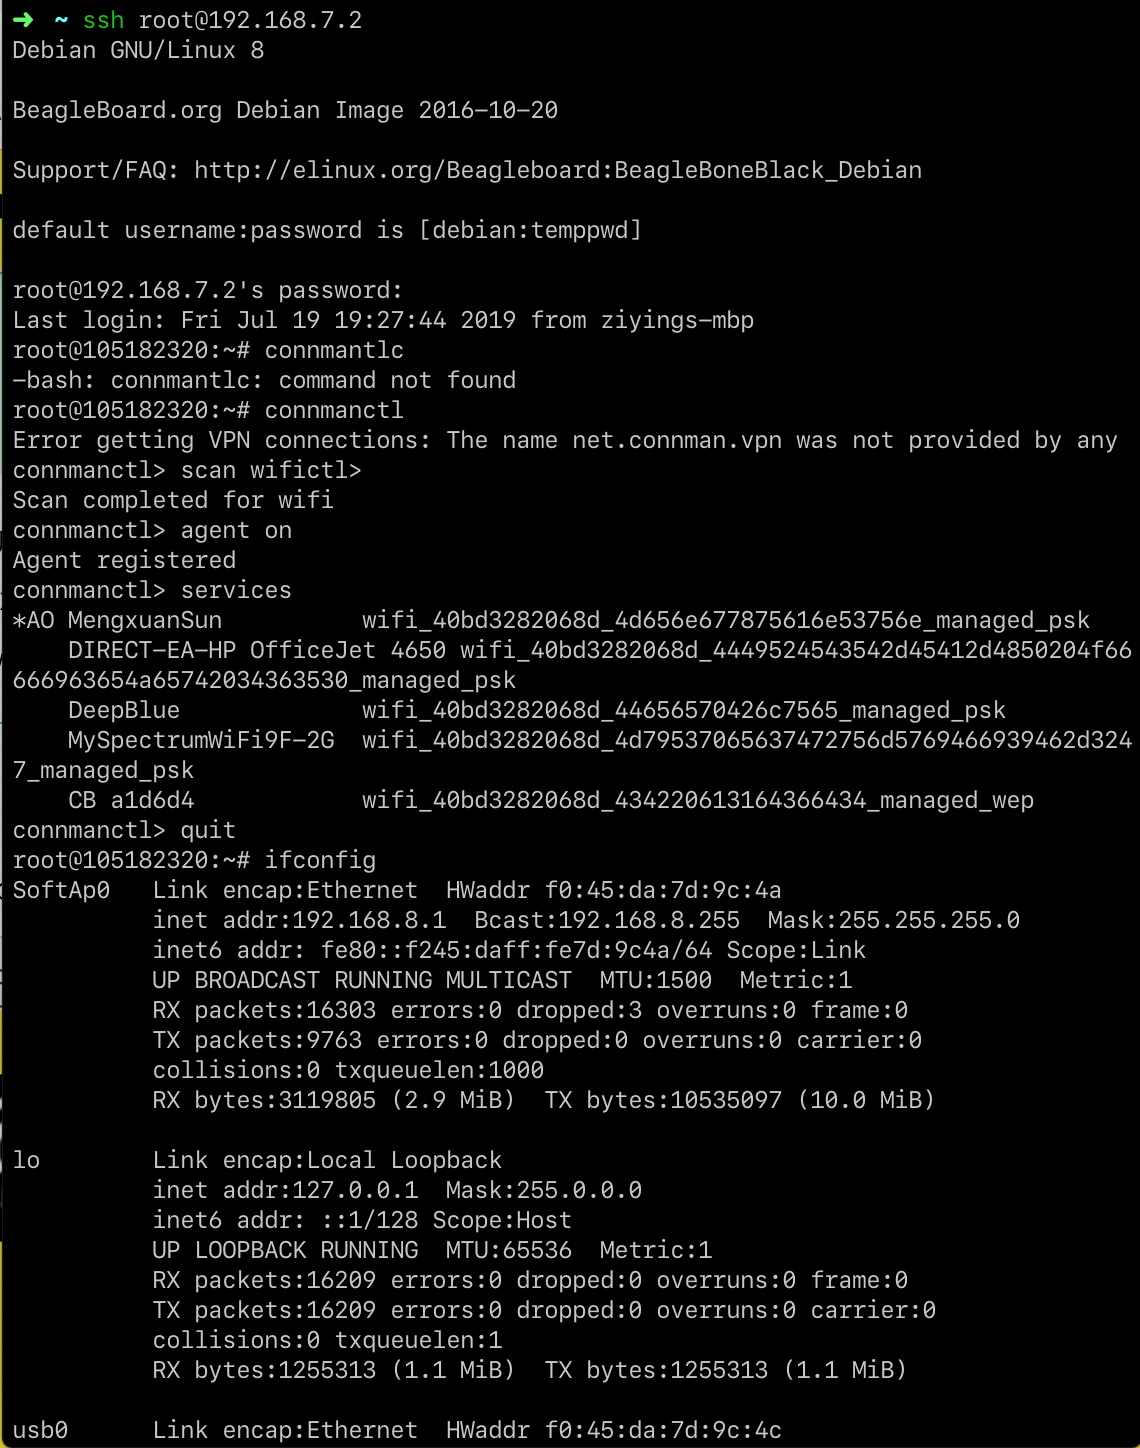 ➜ ~ ssh root@192.168.7.2
Debian GNU/Linux 8
BeagleBoard.org Debian Image 2016-10-20
Support/FAQ: http://elinux.org/Beagleboard:BeagleBoneBlack_Debian
default username:password is [debian:temppwd]
root@192.168.7.2's password:
Last login: Fri Jul 19 19:27:44 2019 from ziyings-mbp
root@105182320:~# connmantlc
-bash: connmantlc: command not found
root@105182320:~# connmanctl
Error getting VPN connections: The name net.connman.vpn was not provided by any
connmanctl> scan wifictl>
Scan completed for wifi
connmanctl> agent on
Agent registered
connmanctl> services
*AO MengxuanSun          wifi_40bd3282068d_4d656e677875616e53756e_managed_psk
    DIRECT-EA-HP OfficeJet 4650 wifi_40bd3282068d_4449524543542d45412d4850204f66
666963654a65742034363530_managed_psk
    DeepBlue             wifi_40bd3282068d_44656570426c7565_managed_psk
    MySpectrumWiFi9F-2G  wifi_40bd3282068d_4d79537065637472756d5769466939462d324
7_managed_psk
    CB a1d6d4            wifi_40bd3282068d_434220613164366434_managed_wep
connmanctl> quit
root@105182320:~# ifconfig
SoftAp0   Link encap:Ethernet  HWaddr f0:45:da:7d:9c:4a
          inet addr:192.168.8.1  Bcast:192.168.8.255  Mask:255.255.255.0
          inet6 addr: fe80::f245:daff:fe7d:9c4a/64 Scope:Link
          UP BROADCAST RUNNING MULTICAST  MTU:1500  Metric:1
          RX packets:16303 errors:0 dropped:3 overruns:0 frame:0
          TX packets:9763 errors:0 dropped:0 overruns:0 carrier:0
          collisions:0 txqueuelen:1000
          RX bytes:3119805 (2.9 MiB)  TX bytes:10535097 (10.0 MiB)
lo        Link encap:Local Loopback
          inet addr:127.0.0.1  Mask:255.0.0.0
          inet6 addr: ::1/128 Scope:Host
          UP LOOPBACK RUNNING  MTU:65536  Metric:1
          RX packets:16209 errors:0 dropped:0 overruns:0 frame:0
          TX packets:16209 errors:0 dropped:0 overruns:0 carrier:0
          collisions:0 txqueuelen:1
          RX bytes:1255313 (1.1 MiB)  TX bytes:1255313 (1.1 MiB)
usb0      Link encap:Ethernet  HWaddr f0:45:da:7d:9c:4c